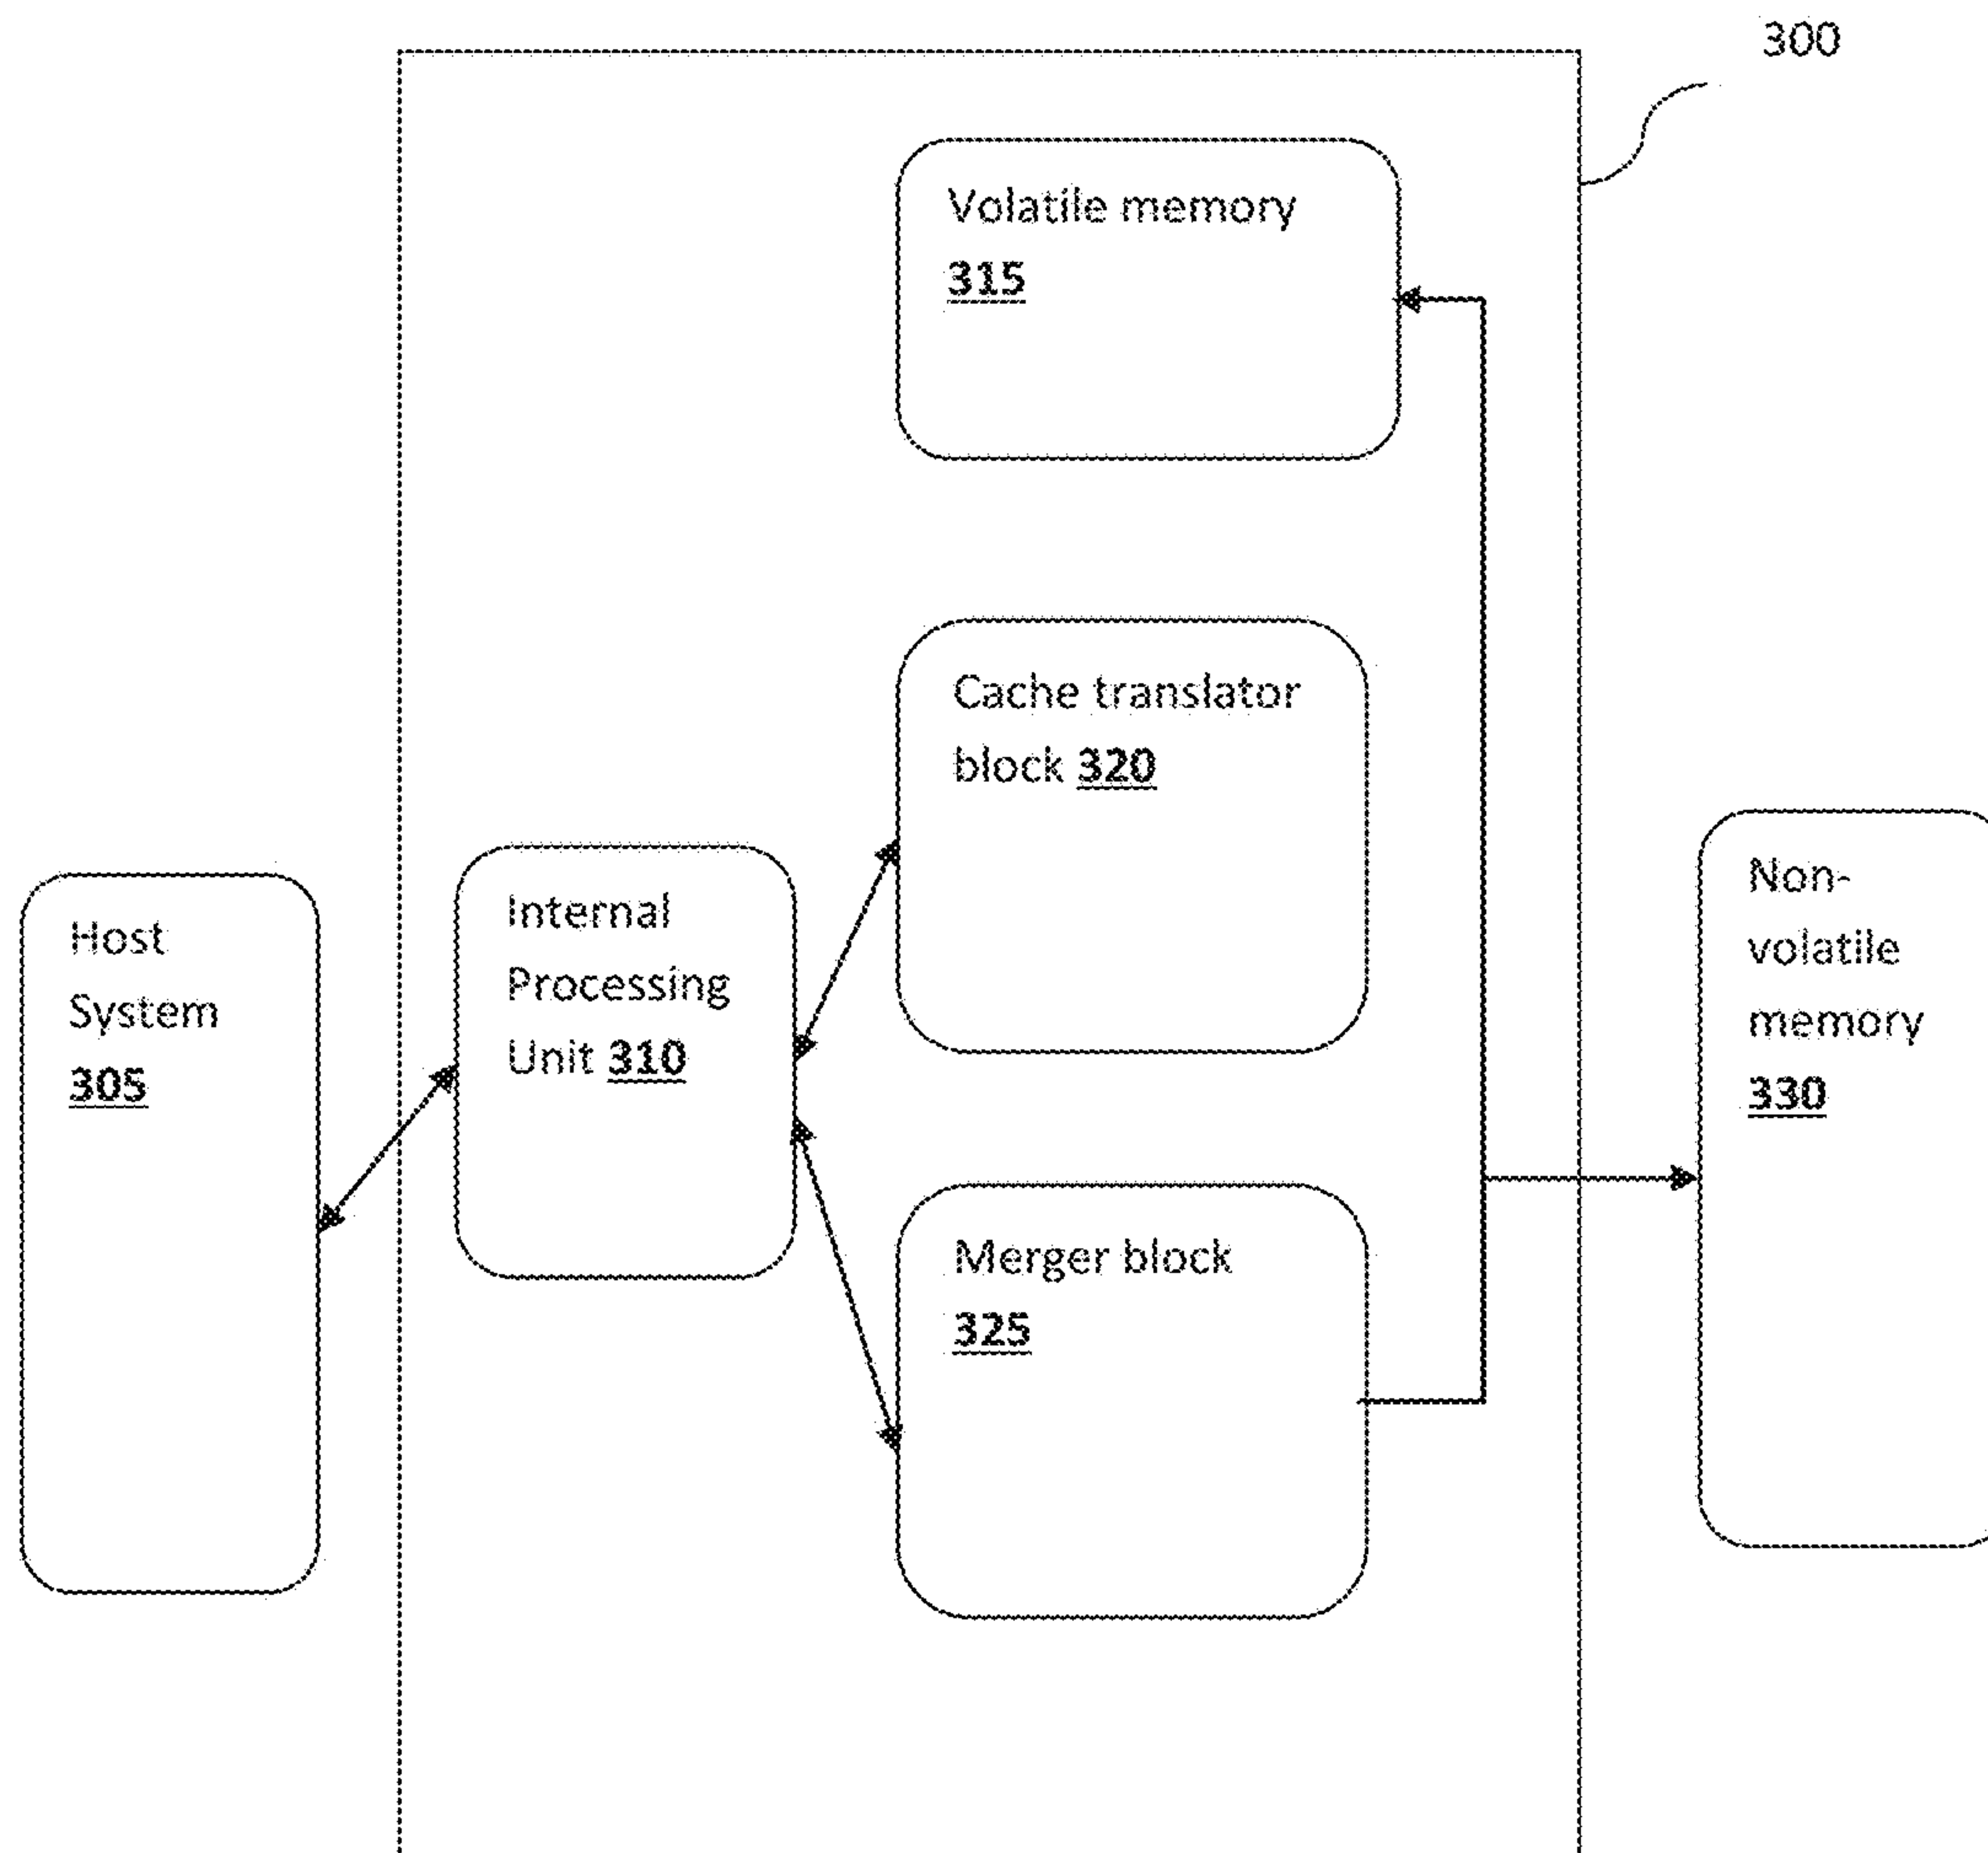 300
Volatile memory
315
Cache translator
block 320
Internal
Processing
Unit 310
Host
System
305
Non-
volatile
memory
330
Merger block
325